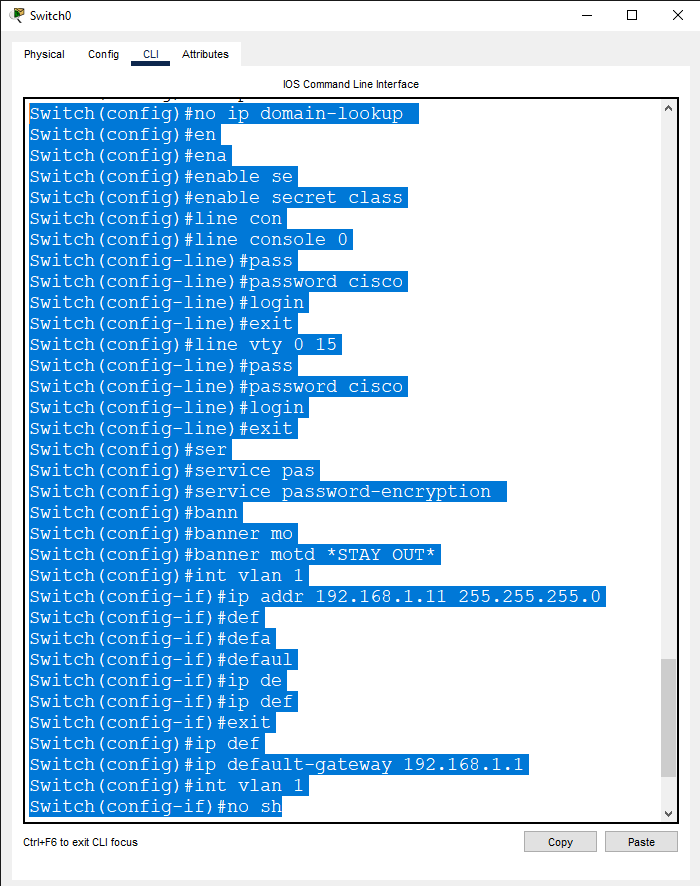 Switch0
Physical Config CLI Attributes
IOS Command Line Interface
Switch(config)#no ip domain-lookup
Switch(config)#en
Switch(config)#ena
Switch(config)#enable se
Switch(config)#enable secret class
Switch(config)#line con
Switch(config)#line console 0
Switch(config-line)#pass
Switch(config-line)#password cisco
Switch(config-line)#login
Switch(config-line)#exit
Switch(config)#line vty 0 15
Switch(config-line)#pass
Switch(config-line)#password cisco
Switch(config-line)#login
Switch(config-line)#exit
Switch(config)#ser
Switch(config)#service pas
Switch(config)#service password-encryption
Switch(config)#bann
Switch(config)#banner mo
Switch(config)#banner motd *STAY OUT*
Switch(config)#int vlan 1
Switch(config-if)#ip addr 192.168.1.11 255.255.255.0
Switch(config-if)#def
Switch(config-if)#defa
Switch(config-if)#defaul
Switch(config-if)#ip de
Switch(config-if)#ip def
Switch(config-if)#exit
Switch(config)#ip def
Switch(config)#ip default-gateway 192.168.1.1
Switch(config)#int vlan 1
Switch(config-if)#no sh
Ctrl+F6 to exit CLI focus
Copy Paste